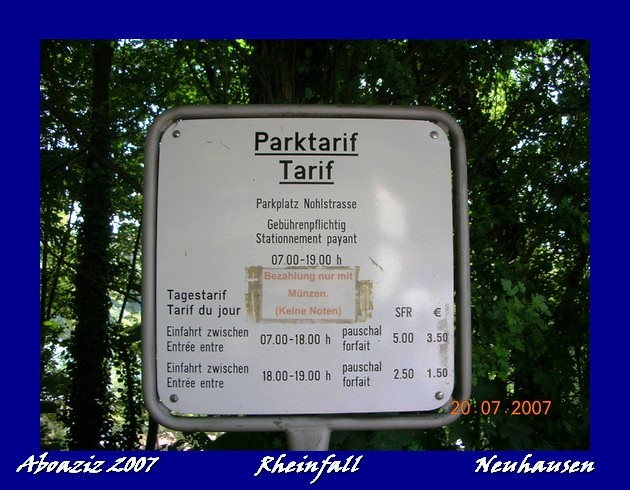 Parktarif
Tarif
Parkplatz Nohlstrasse
Gebührenpflichtig
Stationnement payant
07.00-19.00 h
Bezahlung nur mit
Münzen.
(Keine Noten)
Tagestarif
Tarif du jour
SFR €
Einfahrt zwischen
Entrée entre
07.00-18.00 h
pauschal
forfait
5.00 3.50
Einfahrt zwischen
Entrée entre
18.00-19.00 h
pauschal
forfait
2.50 1.50
20 07 2007
Aboaziz 2007 Rheinfall Neuhausen